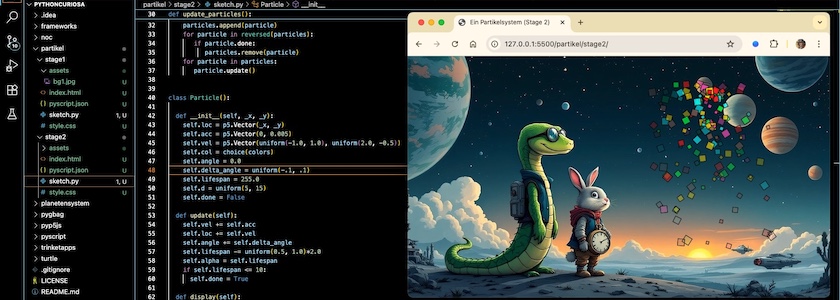 PYTHONCURIOSA
.idea
frameworks
noc
partikel
stage1
assets
bg1.jpg U
index.html U
pyscript.json U
sketch.py 1, U
style.css U
stage2
assets
index.html U
pyscript.json U
sketch.py 1, U
style.css U
planetensystem
pygbag
pyp5js
pyscript
trinketapps
turtle
.gitignore
LICENSE
README.md
partikel > stage2 > sketch.py > Particle > __init__
30 def update_particles():
32 particles.append(particle)
33 for particle in reversed(particles):
34 if particle.done:
35 particles.remove(particle)
36 for particle in particles:
37 particle.update()
38
39
40 class Particle():
41
42 def __init__(self, _x, _y):
43 self.loc = p5.Vector(_x, _y)
44 self.acc = p5.Vector(0, 0.005)
45 self.vel = p5.Vector(uniform(-1.0, 1.0), uniform(2.0, -0.5))
46 self.col = choice(colors)
47 self.angle = 0.0
48 self.delta_angle = uniform(-.1, .1)
49 self.lifespan = 255.0
50 self.d = uniform(5, 15)
51 self.done = False
52
53 def update(self):
54 self.vel += self.acc
55 self.loc += self.vel
56 self.angle += self.delta_angle
57 self.lifespan -= uniform(0.5, 1.0)*2.0
58 self.alpha = self.lifespan
59 if self.lifespan <= 10:
60 self.done = True
61
62 def display(self):
Ein Partikelsystem (Stage 2)
127.0.0.1:5500/partikel/stage2/